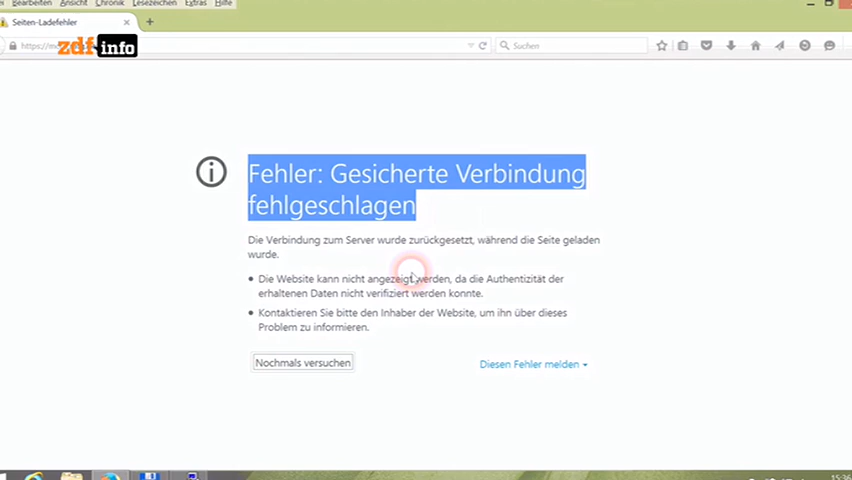 Bearbeiten Ansicht Chronik Lesezeichen Extras Hilfe
Seiten-Ladefehler
zdf info
Suchen
Fehler: Gesicherte Verbindung
fehlgeschlagen
Die Verbindung zum Server wurde zurückgesetzt, während die Seite geladen
wurde.
Die Website kann nicht angezeigt werden, da die Authentizität der
erhaltenen Daten nicht verifiziert werden konnte.
Kontaktieren Sie bitte den Inhaber der Website, um ihn über dieses
Problem zu informieren.
Nochmals versuchen
Diesen Fehler melden